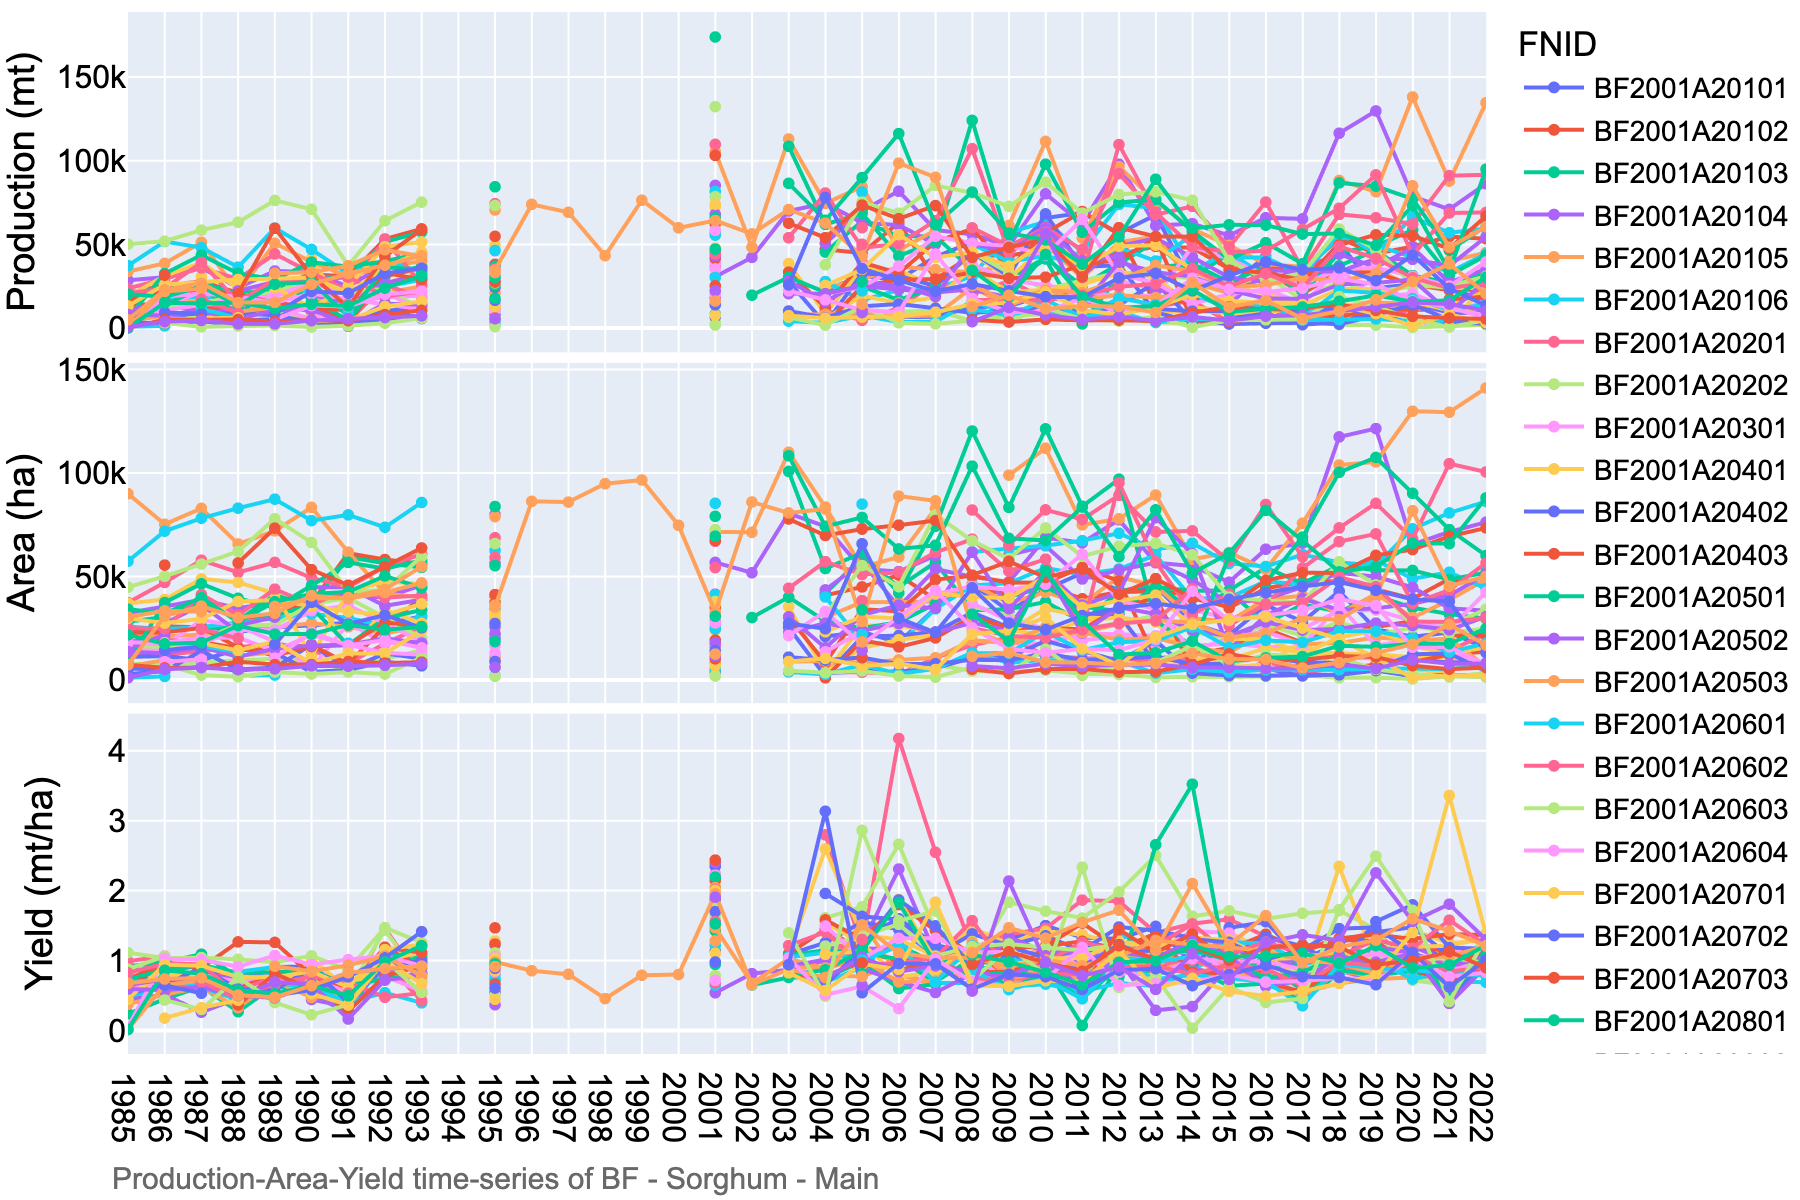 Production (mt)
150k
100k
50k
0
Area (ha)
150k
100k
50k
0
Yield (mt/ha)
4
3
2
1
0
1985
1986
1987
1988
1989
1990
1991
1992
1993
1994
1995
1996
1997
1998
1999
2000
2001
2002
2003
2004
2005
2006
2007
2008
2009
2010
2011
2012
2013
2014
2015
2016
2017
2018
2019
2020
2021
2022
Production-Area-Yield time-series of BF - Sorghum - Main
FNID
BF2001A20101
BF2001A20102
BF2001A20103
BF2001A20104
BF2001A20105
BF2001A20106
BF2001A20201
BF2001A20202
BF2001A20301
BF2001A20401
BF2001A20402
BF2001A20403
BF2001A20501
BF2001A20502
BF2001A20503
BF2001A20601
BF2001A20602
BF2001A20603
BF2001A20604
BF2001A20701
BF2001A20702
BF2001A20703
BF2001A20801